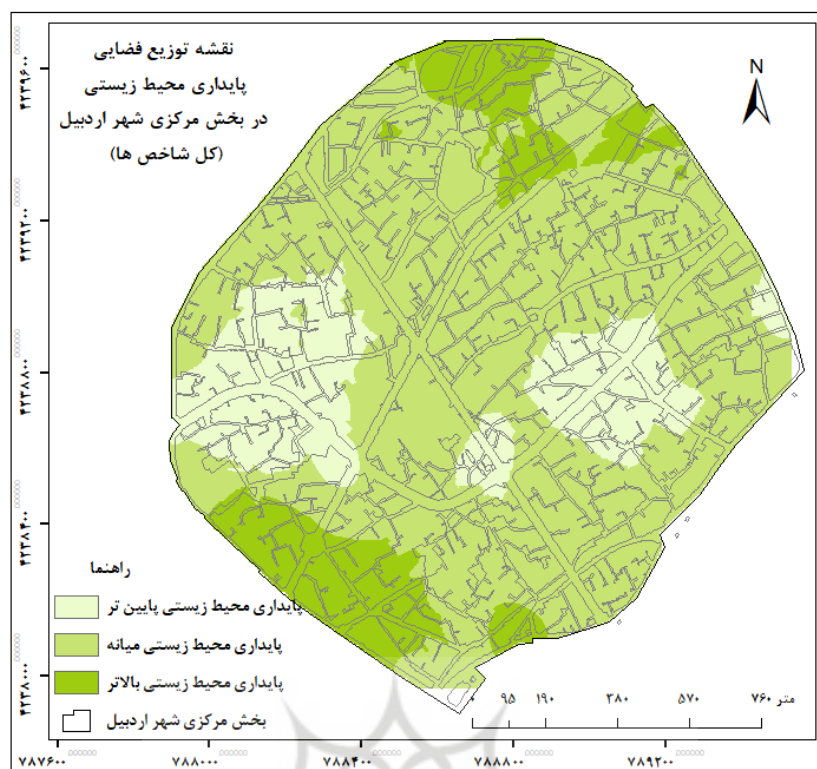 نقشه توزیع فضایی
پایداری محیط زیستی
در بخش مرکزی شهر اردبیل
(کل شاخص ها)
N
۴۲۳۹۶۰۰
۴۲۳۹۲۰۰
۴۲۳۸۸۰۰
۴۲۳۸۴۰۰
۴۲۳۸۰۰۰
راهنما
پایداری محیط زیستی پایین تر
پایداری محیط زیستی میانه
پایداری محیط زیستی بالاتر
بخش مرکزی شهر اردبیل
۰ ۹۵ ۱۹۰ ۳۸۰ ۵۷۰ ۷۶۰ متر
۷۸۷۶۰۰ ۷۸۸۰۰۰ ۷۸۸۴۰۰ ۷۸۸۸۰۰ ۷۸۹۲۰۰